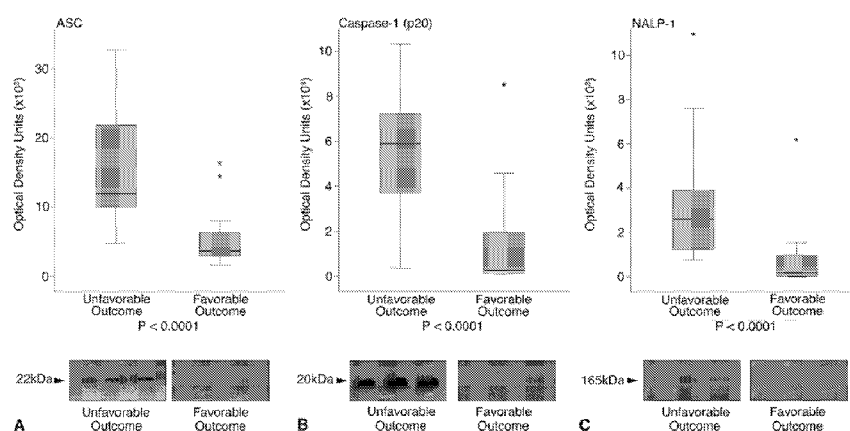 ASC
Optical Density Units (x10³)
30
20
10
0
Unfavorable Outcome
Favorable Outcome
P < 0.0001
22kDa
Unfavorable Outcome
Favorable Outcome
A
Caspase-1 (p20)
Optical Density Units (x10³)
10
8
6
4
2
0
Unfavorable Outcome
Favorable Outcome
P < 0.0001
20kDa
Unfavorable Outcome
Favorable Outcome
B
NALP-1
Optical Density Units (x10³)
10
8
6
4
2
0
Unfavorable Outcome
Favorable Outcome
P < 0.0001
165kDa
Unfavorable Outcome
Favorable Outcome
C